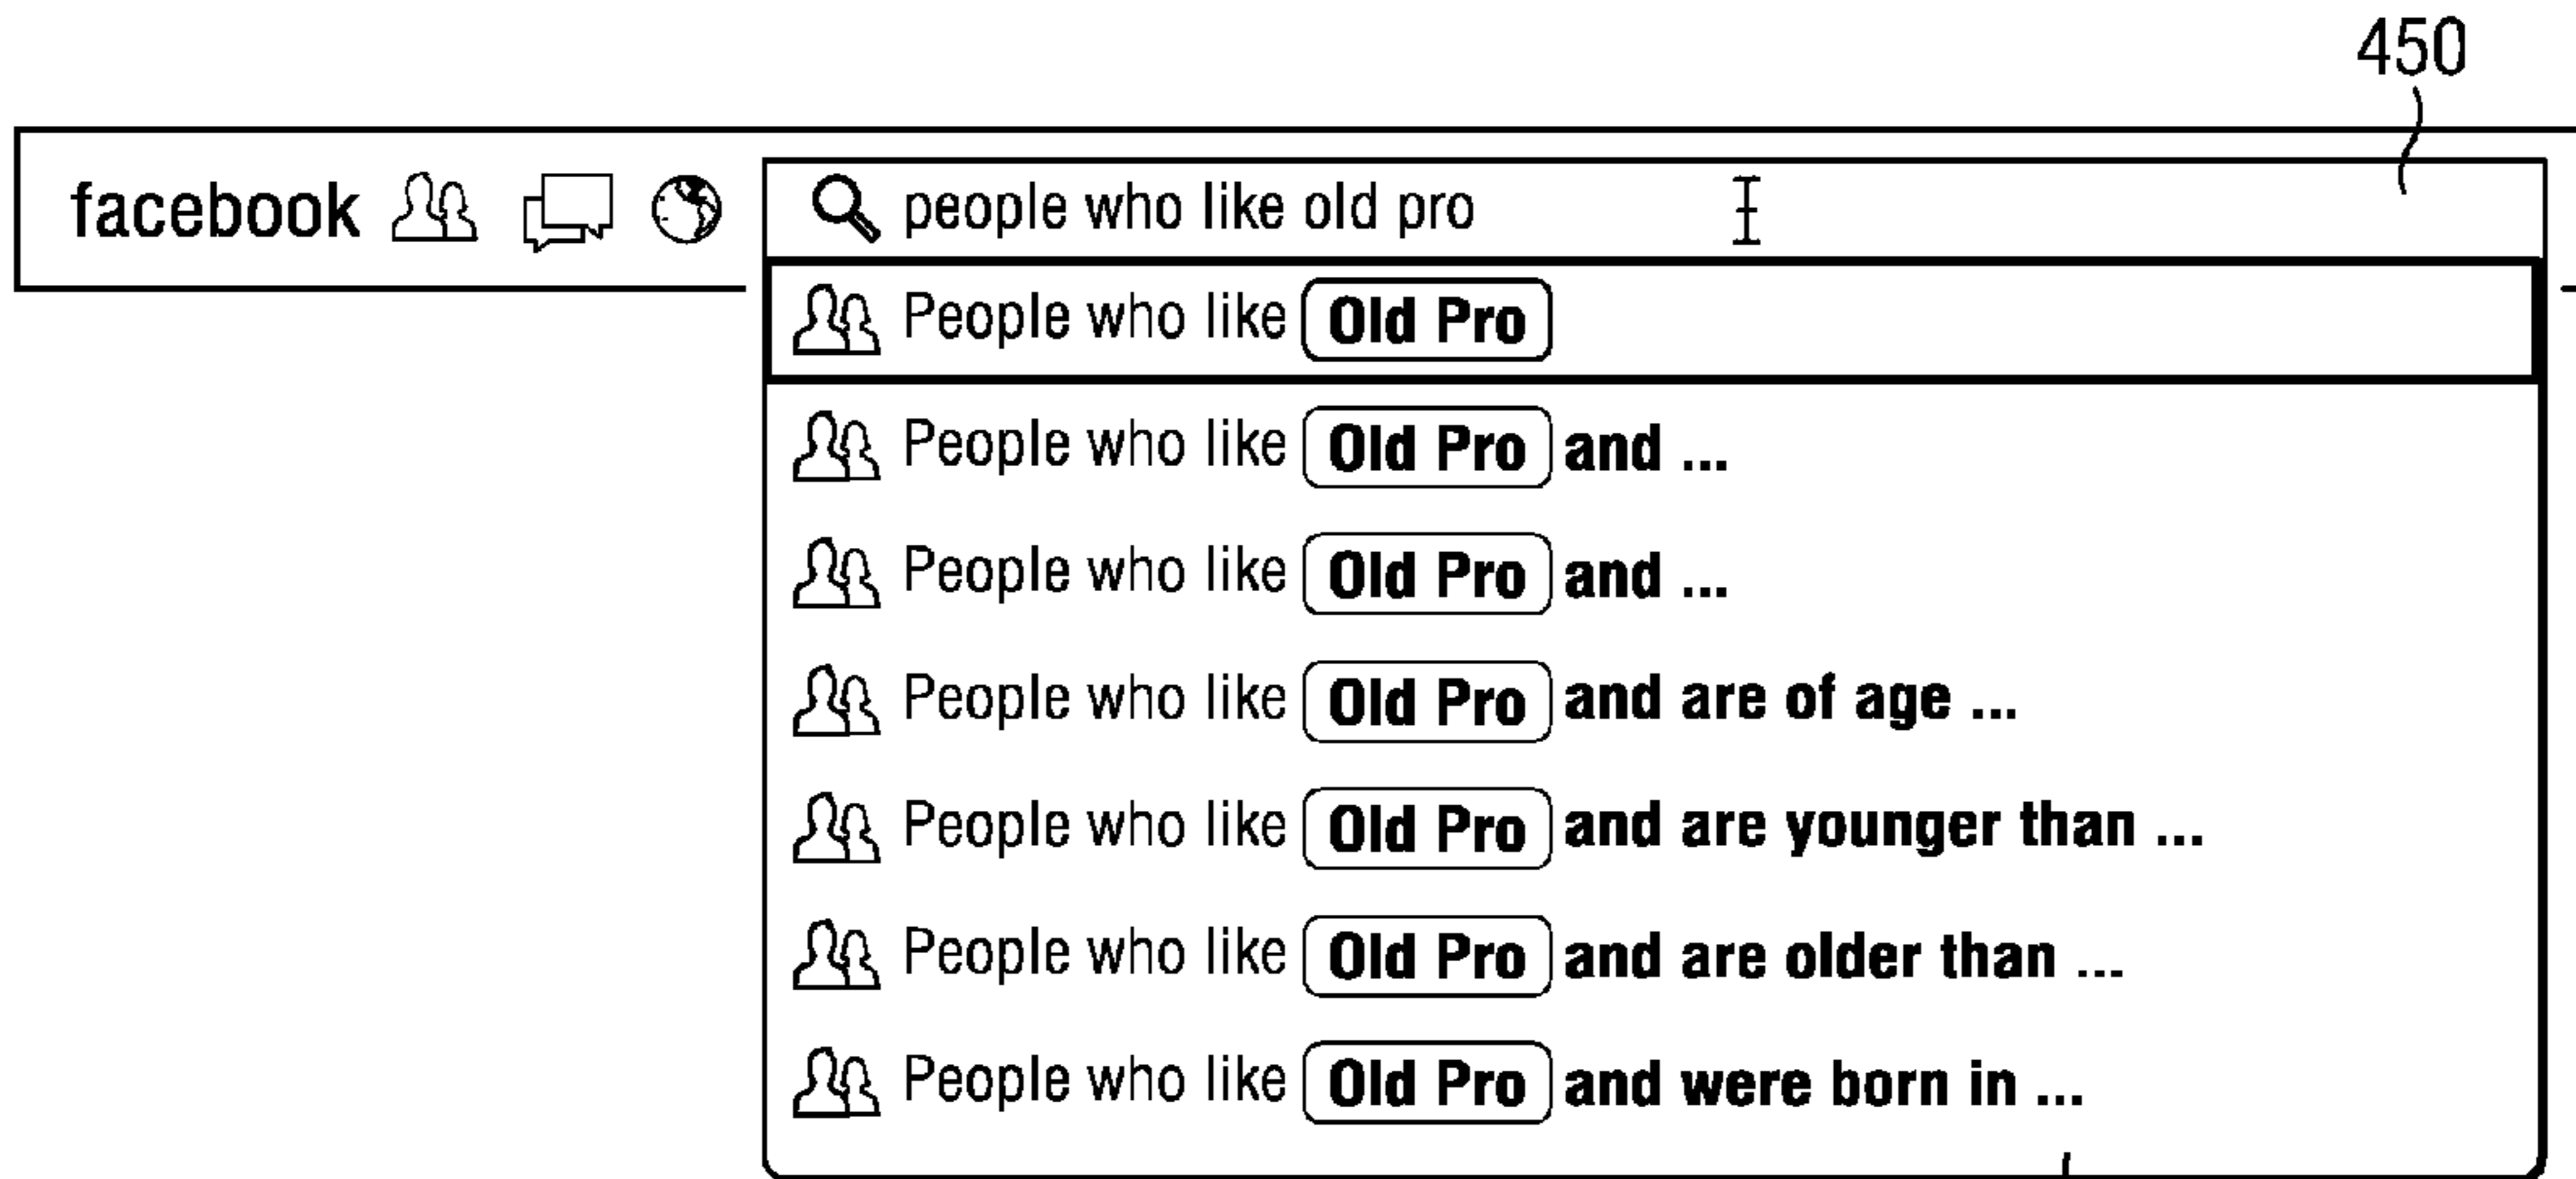 450
facebook people who like old pro
People who like Old Pro
People who like Old Pro and ...
People who like Old Pro and ...
People who like Old Pro and are of age ...
People who like Old Pro and are younger than ...
People who like Old Pro and are older than ...
People who like Old Pro and were born in ...